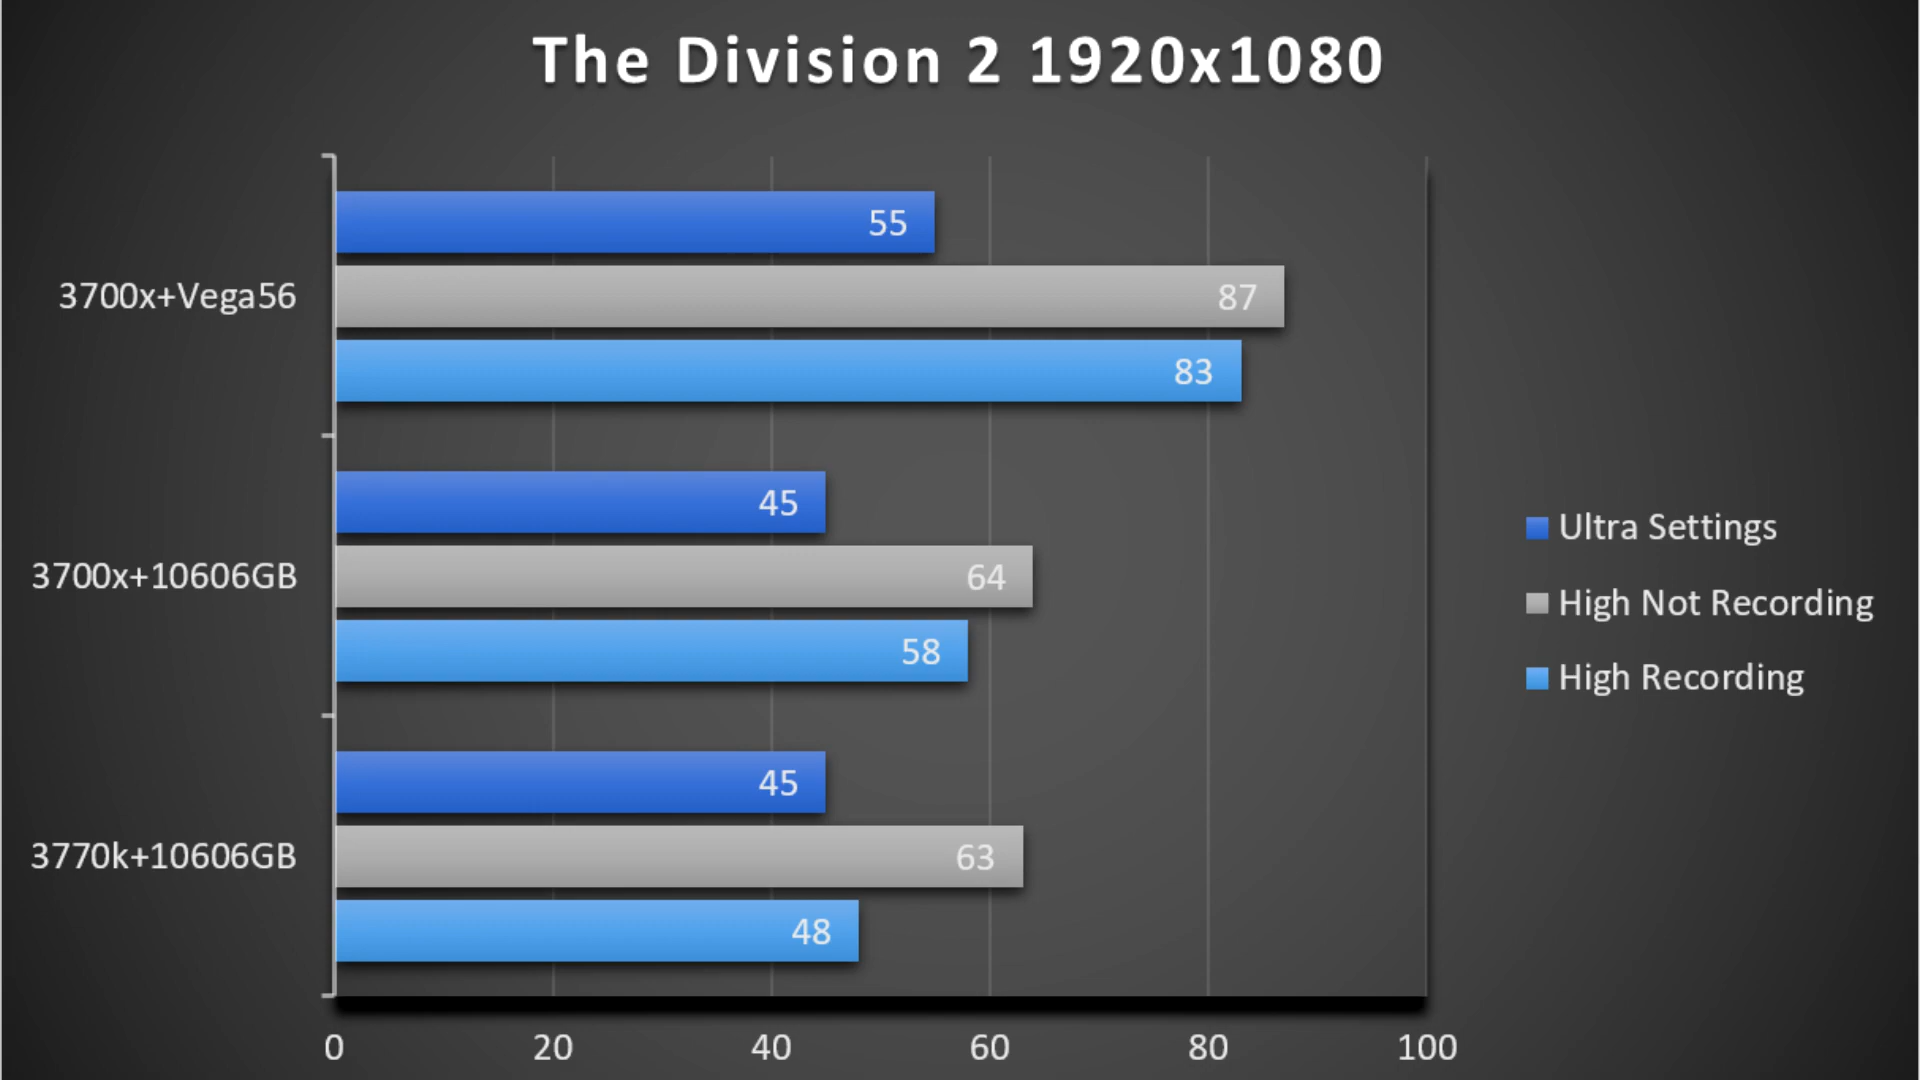 The Division 2 1920x1080
55
3700x+Vega56
87
83
45
3700x+10606GB
64
58
45
3770k+10606GB
63
48
Ultra Settings
High Not Recording
High Recording
0 20 40 60 80 100